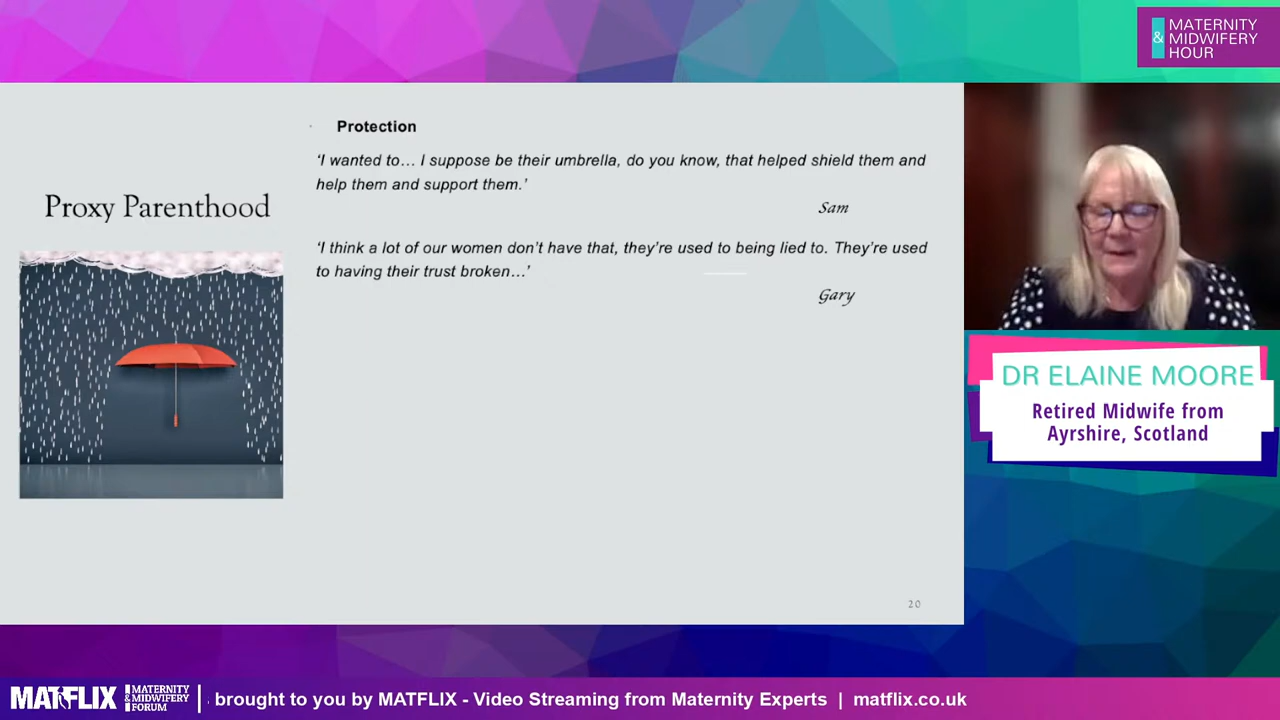 MATERNITY
& MIDWIFERY
HOUR
Protection
‘I wanted to… I suppose be their umbrella, do you know, that helped shield them and
help them and support them.’
Sam
Proxy Parenthood
‘I think a lot of our women don’t have that, they’re used to being lied to. They’re used
to having their trust broken…’
Gary
20
DR ELAINE MOORE
Retired Midwife from
Ayrshire, Scotland
MATFLIX
MATERNITY
& MIDWIFERY
FORUM
brought to you by MATFLIX - Video Streaming from Maternity Experts | matflix.co.uk